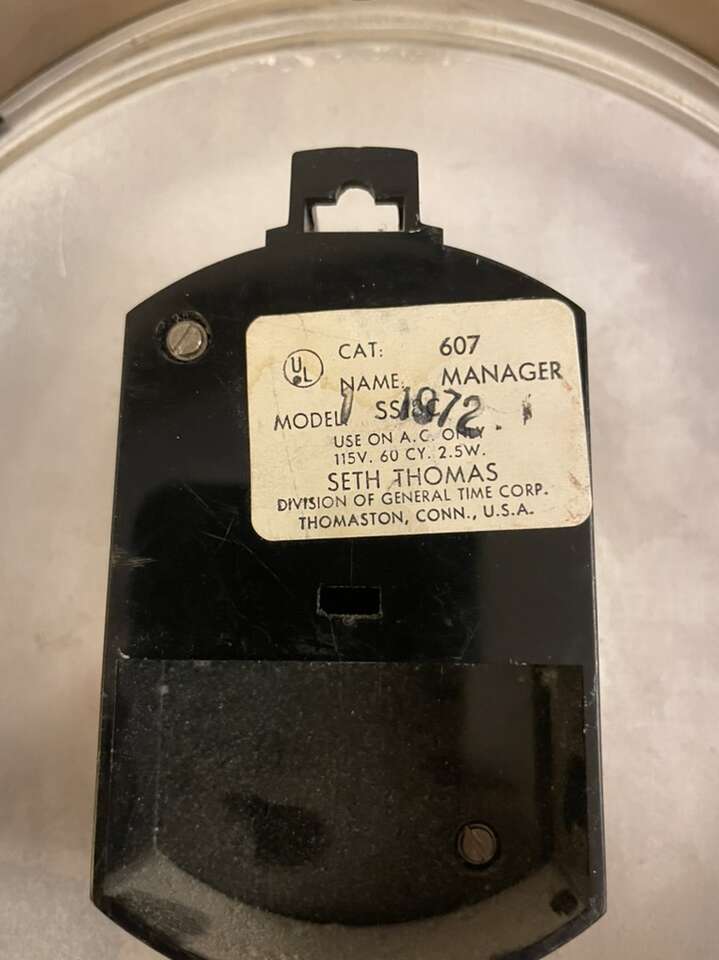 UL
CAT: 607
NAME: MANAGER
MODEL
1 1972
USE ON A.C. ONLY
115V. 60 CY. 2.5W.
SETH THOMAS
DIVISION OF GENERAL TIME CORP.
THOMASTON, CONN., U.S.A.